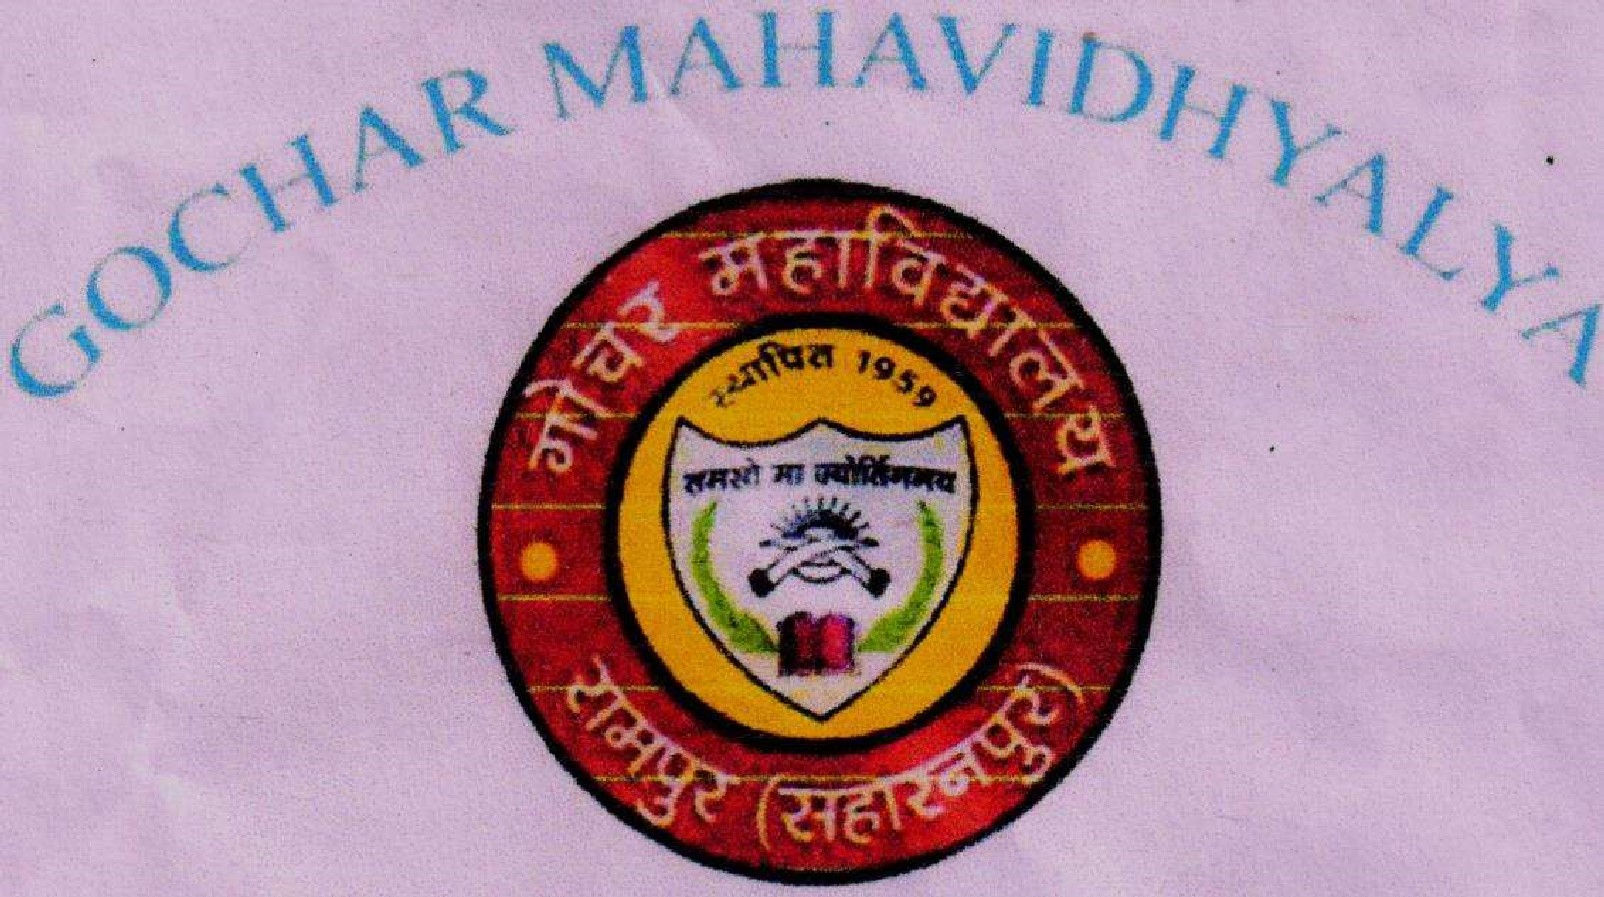 GOCHAR MAHAVIDHYALYA
गोचर महाविद्यालय
स्थापित 1959
तमसो मा ज्योर्तिगमय
रामपुर (सहारनपुर)